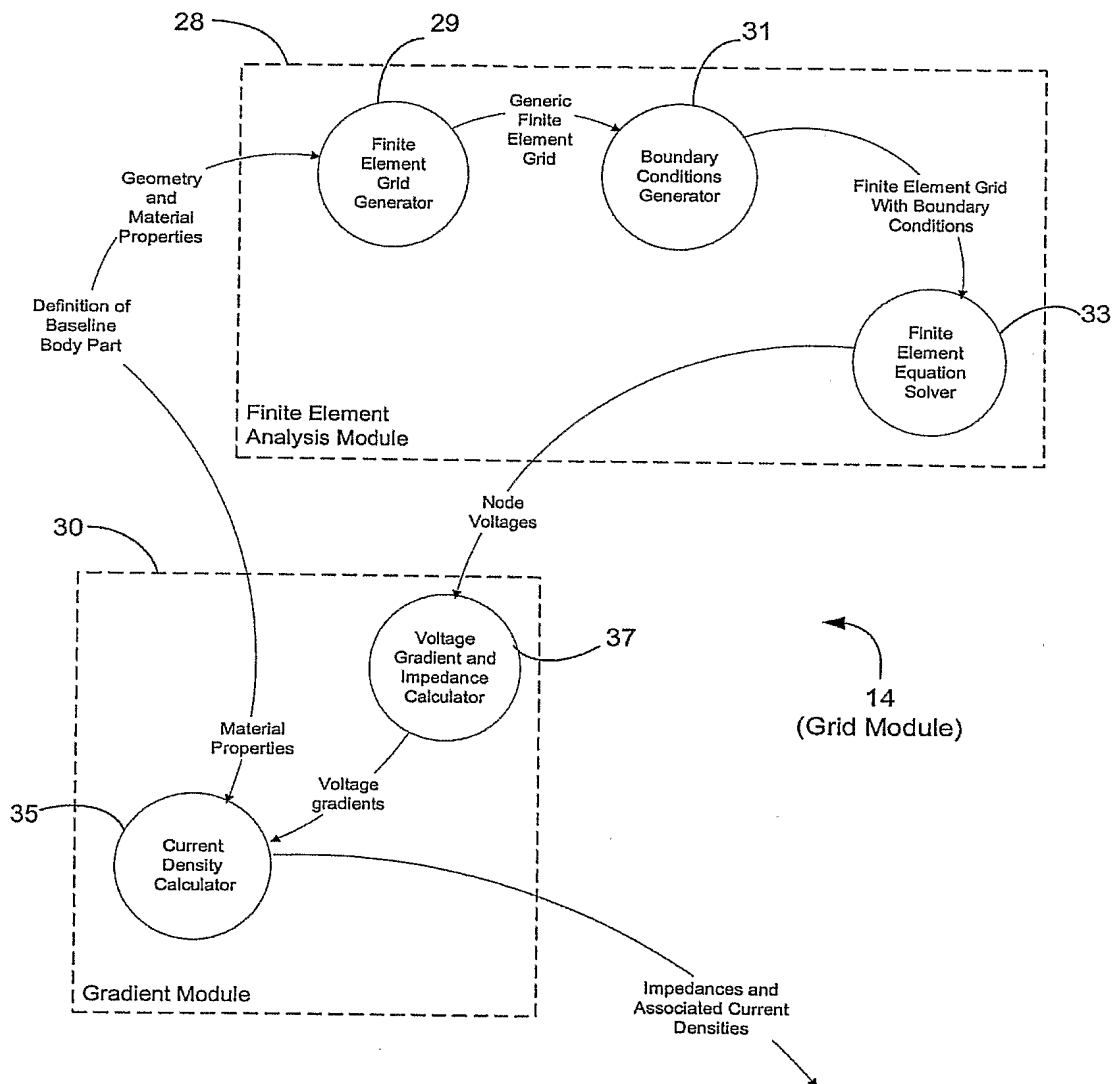 28
29
31
Finite
Element
Grid
Generator
Generic
Finite
Element
Grid
Boundary
Conditions
Generator
Geometry
and
Material
Properties
Finite Element Grid
With Boundary
Conditions
Definition of
Baseline
Body Part
33
Finite
Element
Equation
Solver
Finite Element
Analysis Module
Node
Voltages
30
Voltage
Gradient and
Impedance
Calculator
37
14
(Grid Module)
Material
Properties
Voltage
gradients
35
Current
Density
Calculator
Gradient Module
Impedances and
Associated Current
Densities